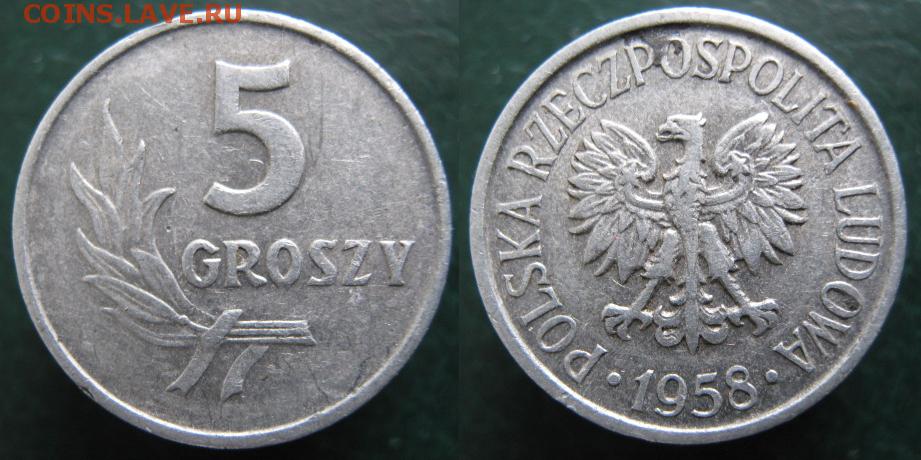 COINS.LAVE.RU
5
GROSZY
POLSKA RZECZPOSPOLITA LUDOWA
· 1958 ·